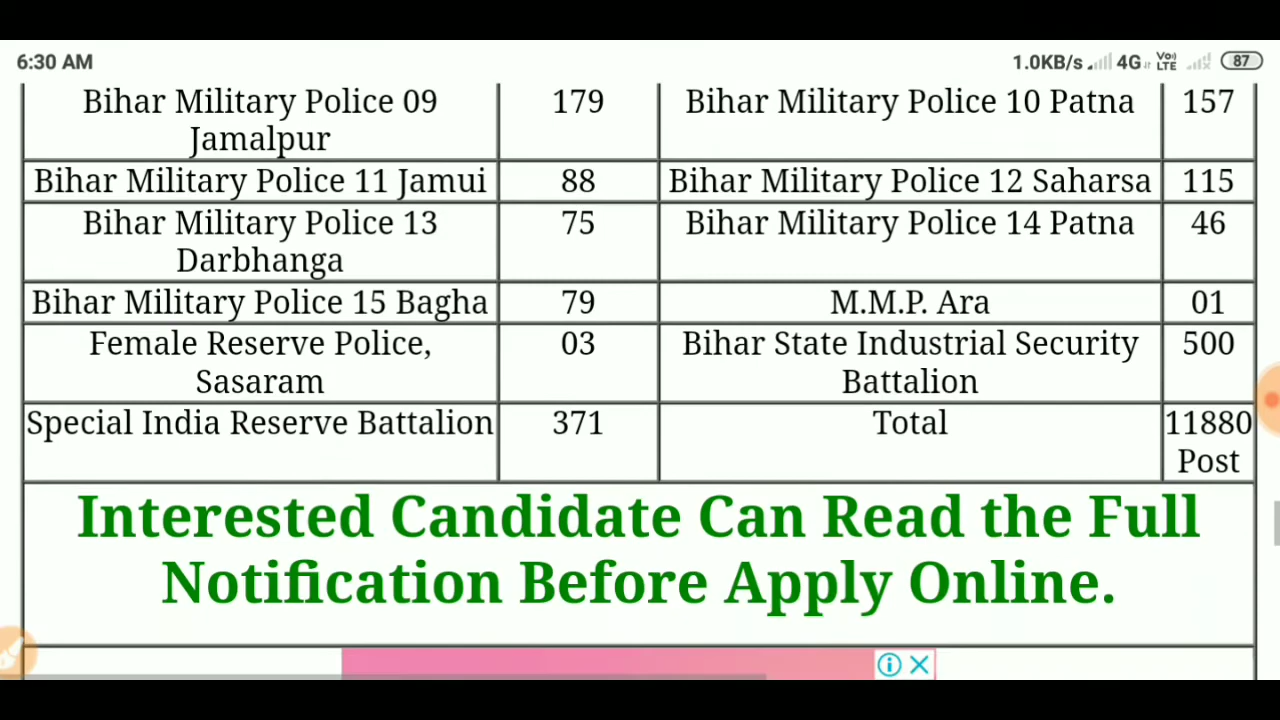 6:30 AM
1.0KB/s 4G Vo) LTE 87
Bihar Military Police 09 179 Bihar Military Police 10 Patna 157
Jamalpur
Bihar Military Police 11 Jamui 88 Bihar Military Police 12 Saharsa 115
Bihar Military Police 13 75 Bihar Military Police 14 Patna 46
Darbhanga
Bihar Military Police 15 Bagha 79 M.M.P. Ara 01
Female Reserve Police, 03 Bihar State Industrial Security 500
Sasaram Battalion
Special India Reserve Battalion 371 Total 11880
Post
Interested Candidate Can Read the Full
Notification Before Apply Online.